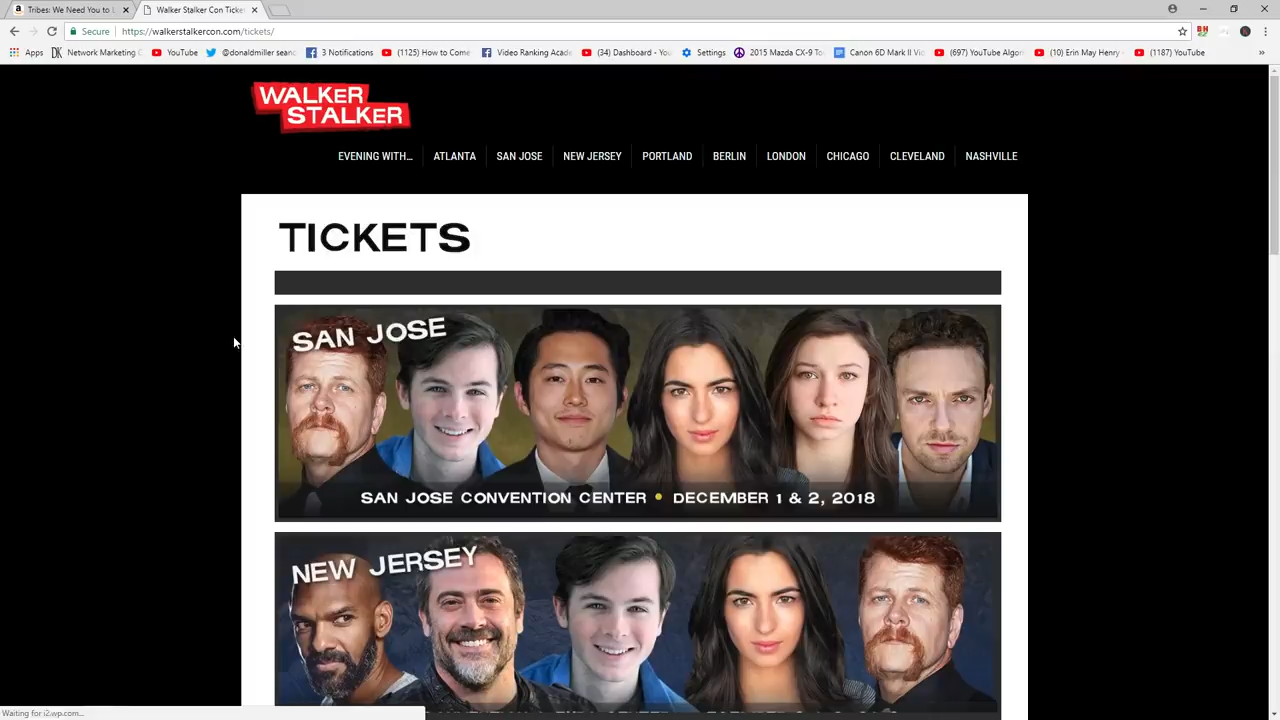 Tribes: We Need You to L
Walker Stalker Con Ticket
Secure
https://walkerstalkercon.com/tickets/
Apps
Network Marketing
YouTube
@donaldmiller seanc
3 Notifications
(1125) How to Come
Video Ranking Acade
(34) Dashboard - You
Settings
2015 Mazda CX-9 To
Canon 6D Mark II Vi
(697) YouTube Algor
(10) Erin May Henry
(1187) YouTube
WALKER
STALKER
EVENING WITH...
ATLANTA
SAN JOSE
NEW JERSEY
PORTLAND
BERLIN
LONDON
CHICAGO
CLEVELAND
NASHVILLE
TICKETS
SAN JOSE
SAN JOSE CONVENTION CENTER • DECEMBER 1 & 2, 2018
NEW JERSEY
Waiting for i2.wp.com...